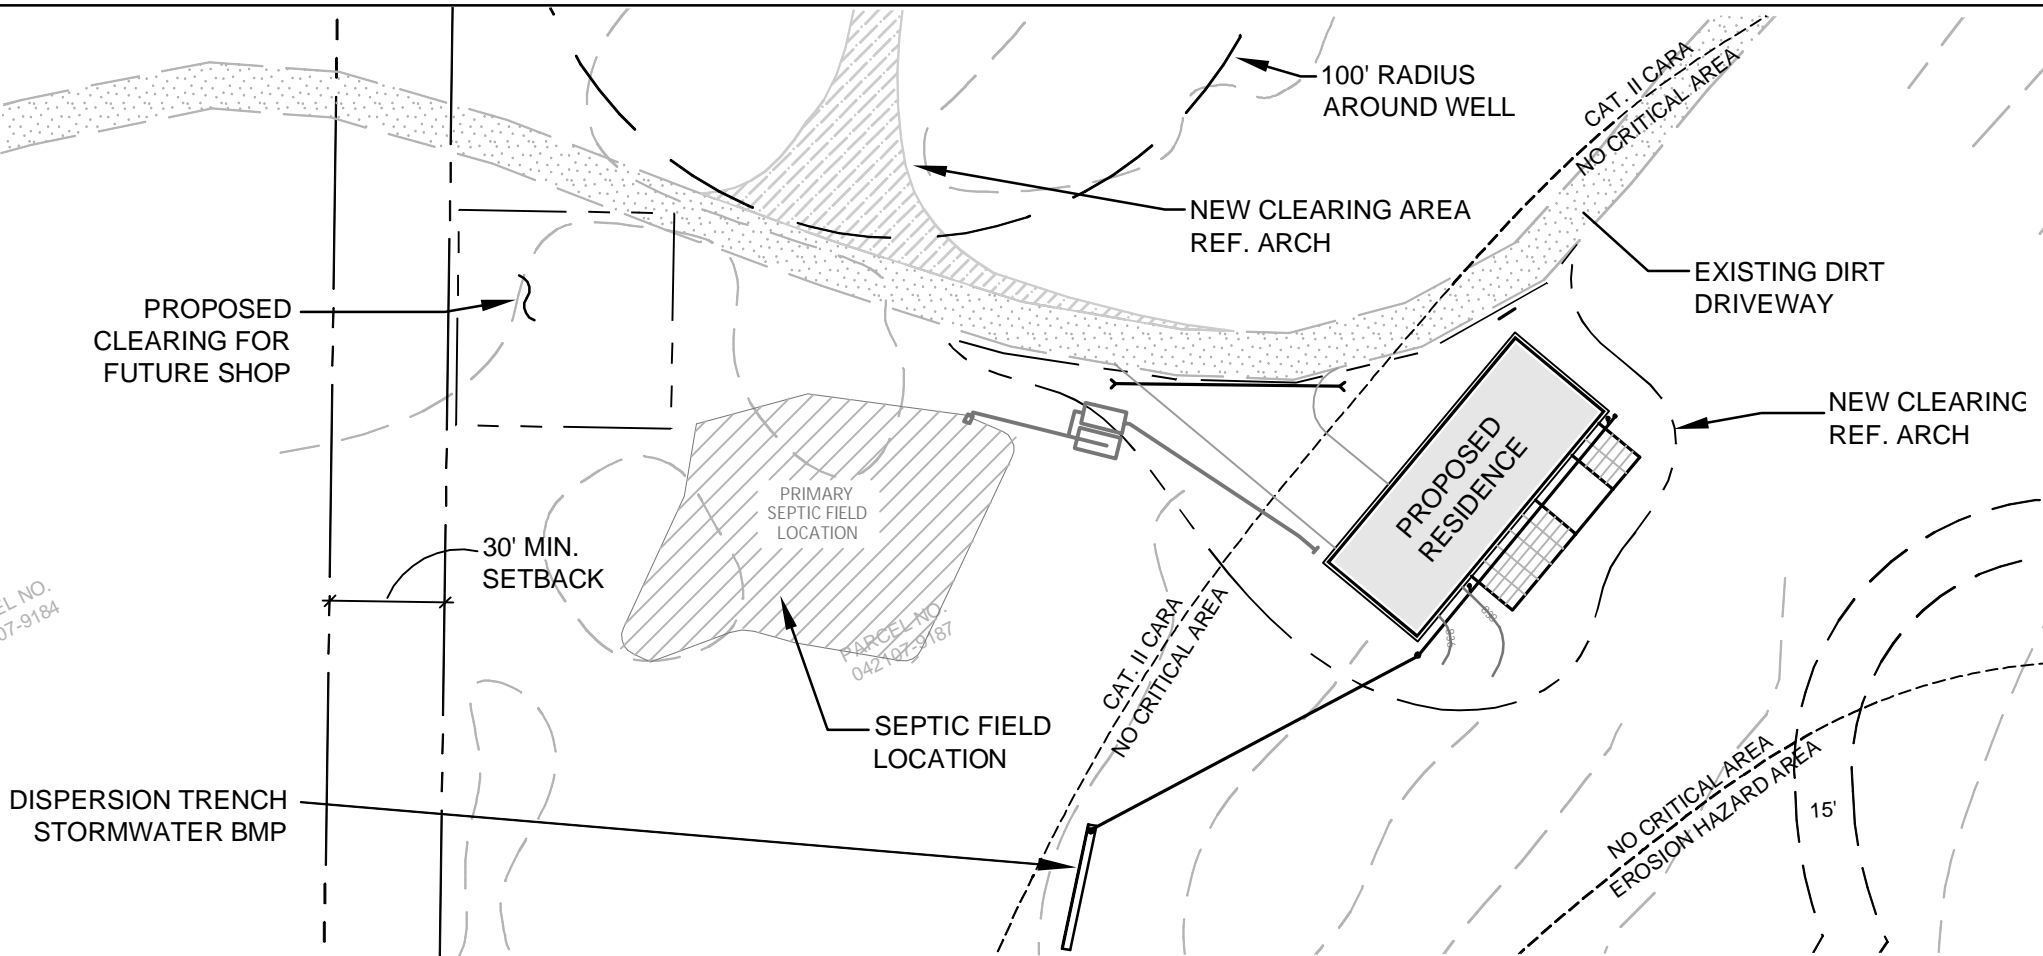 100' RADIUS
AROUND WELL
CAT. II CARA
NO CRITICAL AREA
NEW CLEARING AREA
REF. ARCH
EXISTING DIRT
DRIVEWAY
PROPOSED
CLEARING FOR
FUTURE SHOP
NEW CLEARING
REF. ARCH
PROPOSED
RESIDENCE
PRIMARY
SEPTIC FIELD
LOCATION
30' MIN.
SETBACK
NO.
07-9184
PARCEL NO.
042107-9187
CAT. II CARA
NO CRITICAL AREA
SEPTIC FIELD
LOCATION
NO CRITICAL AREA
EROSION HAZARD AREA
15'
DISPERSION TRENCH
STORMWATER BMP